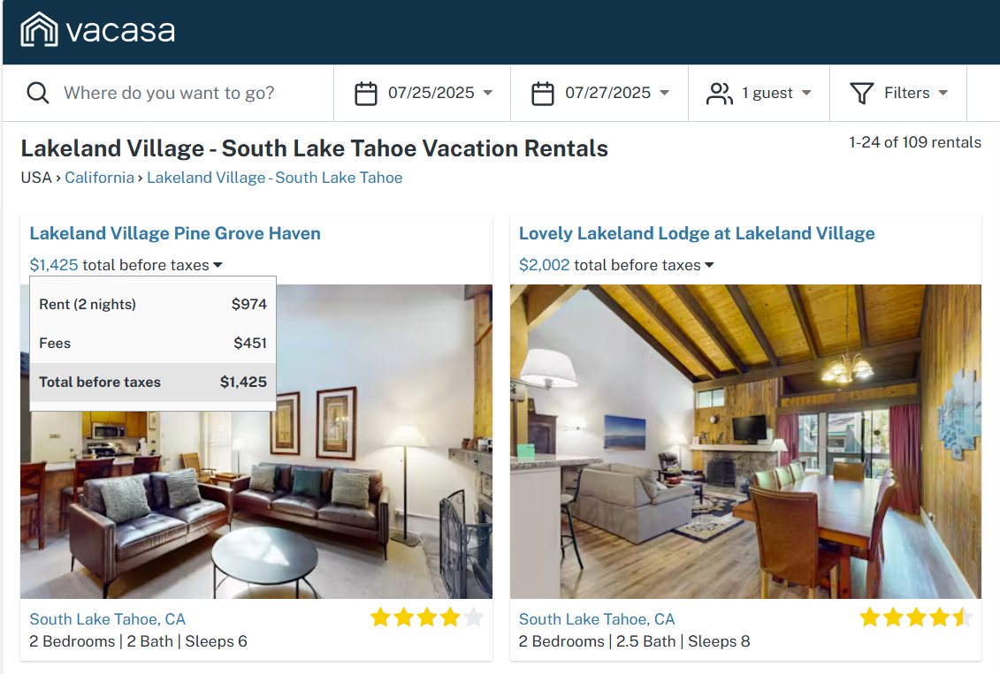 vacasa
Where do you want to go?
07/25/2025
07/27/2025
1 guest
Filters
Lakeland Village - South Lake Tahoe Vacation Rentals
1-24 of 109 rentals
USA › California › Lakeland Village - South Lake Tahoe
Lakeland Village Pine Grove Haven
$1,425 total before taxes
Rent (2 nights) $974
Fees $451
Total before taxes $1,425
South Lake Tahoe, CA
2 Bedrooms | 2 Bath | Sleeps 6
Lovely Lakeland Lodge at Lakeland Village
$2,002 total before taxes
South Lake Tahoe, CA
2 Bedrooms | 2.5 Bath | Sleeps 8